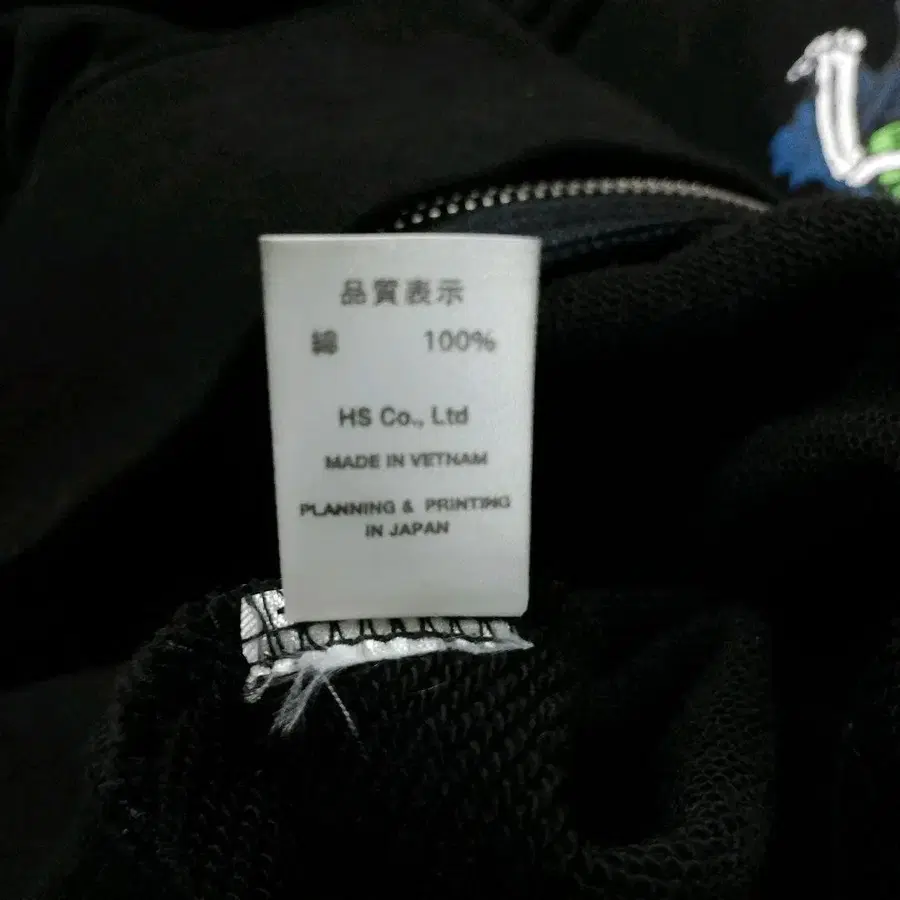 品質表示
綿 100%
HS Co., Ltd
MADE IN VETNAM
PLANNING & PRINTING
IN JAPAN